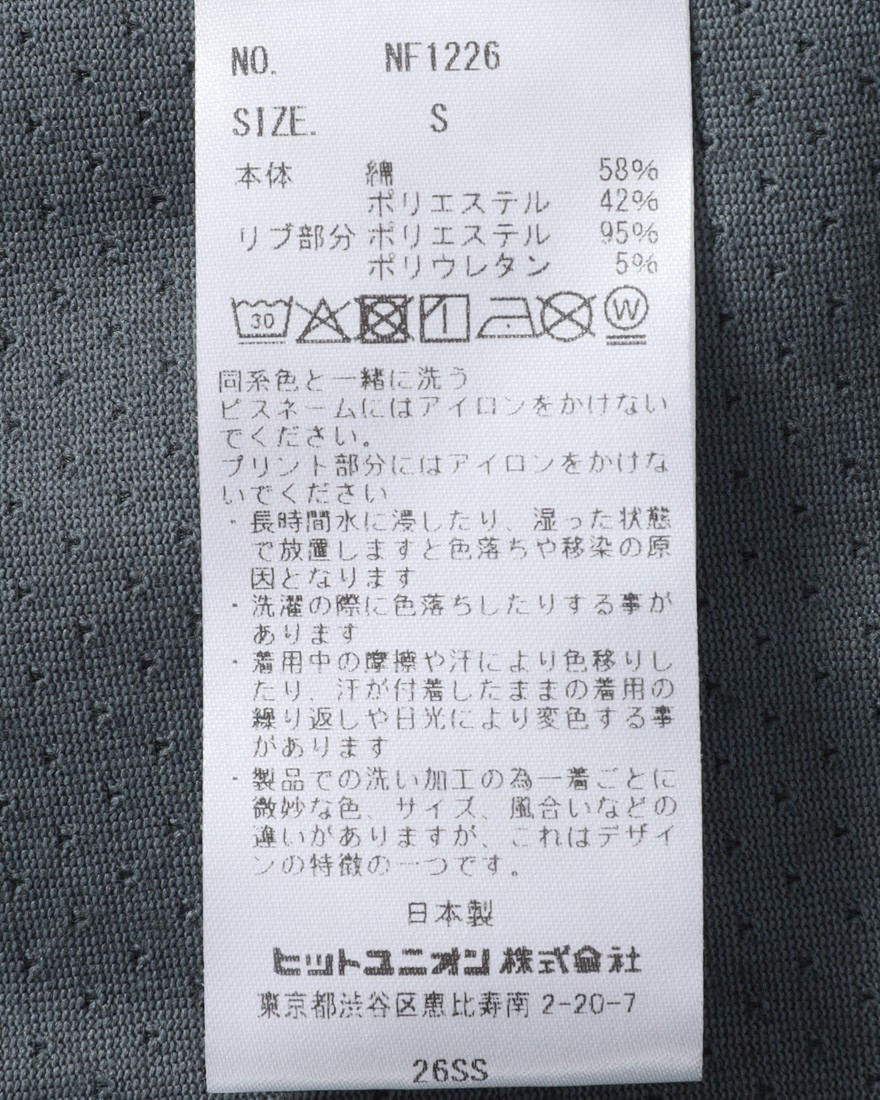 NO. NF1226
SIZE. S
本体 綿 58%
ポリエステル 42%
リブ部分 ポリエステル 95%
ポリウレタン 5%
30 W
同系色と一緒に洗う
ピスネームにはアイロンをかけない
でください。
プリント部分にはアイロンをかけな
いでください
・長時間水に浸したり、湿った状態
で放置しますと色落ちや移染の原
因となります
・洗濯の際に色落ちしたりする事が
あります
・着用中の摩擦や汗により色移りし
たり、汗が付着したままの着用の
繰り返しや日光により変色する事
があります
・製品での洗い加工の為一着ごとに
微妙な色、サイズ、風合いなどの
違いがありますが、これはデザイ
ンの特徴の一つです。
日本製
ヒットユニオン株式會社
東京都渋谷区恵比寿南 2-20-7
26SS